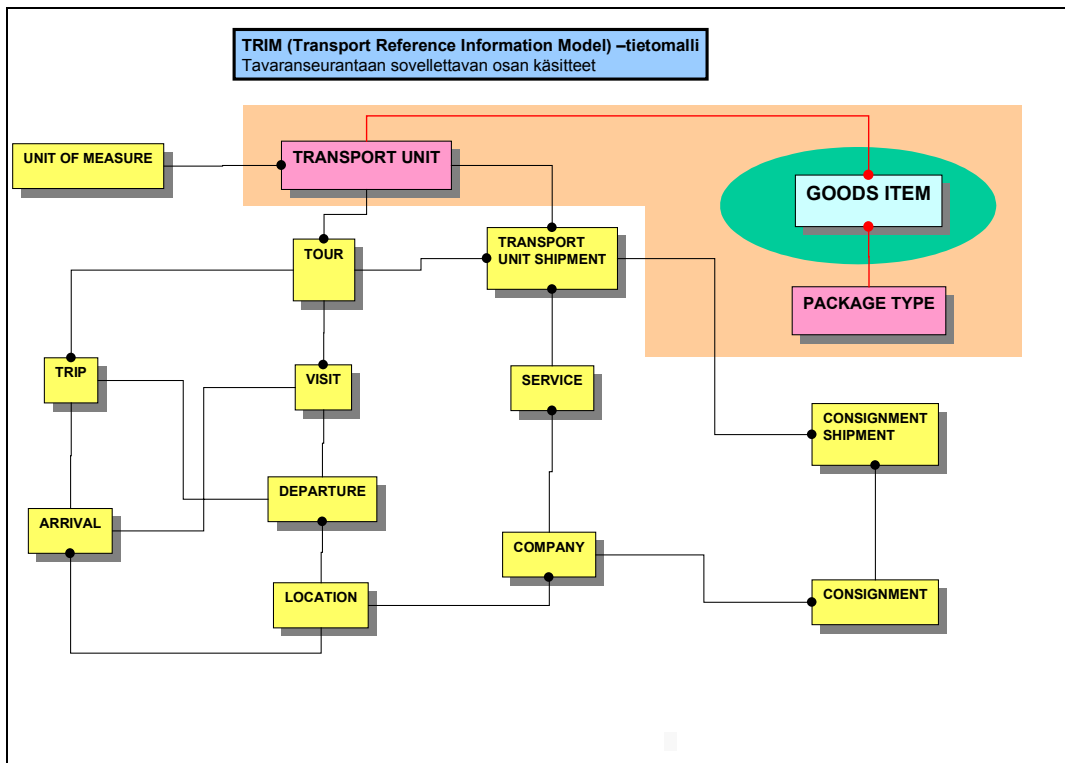 TRIM (Transport Reference Information Model) –tietomalli
Tavaranseurantaan sovellettavan osan käsitteet
UNIT OF MEASURE
TRANSPORT UNIT
GOODS ITEM
TOUR
TRANSPORT
UNIT SHIPMENT
PACKAGE TYPE
TRIP
VISIT
SERVICE
CONSIGNMENT
SHIPMENT
DEPARTURE
ARRIVAL
COMPANY
LOCATION
CONSIGNMENT